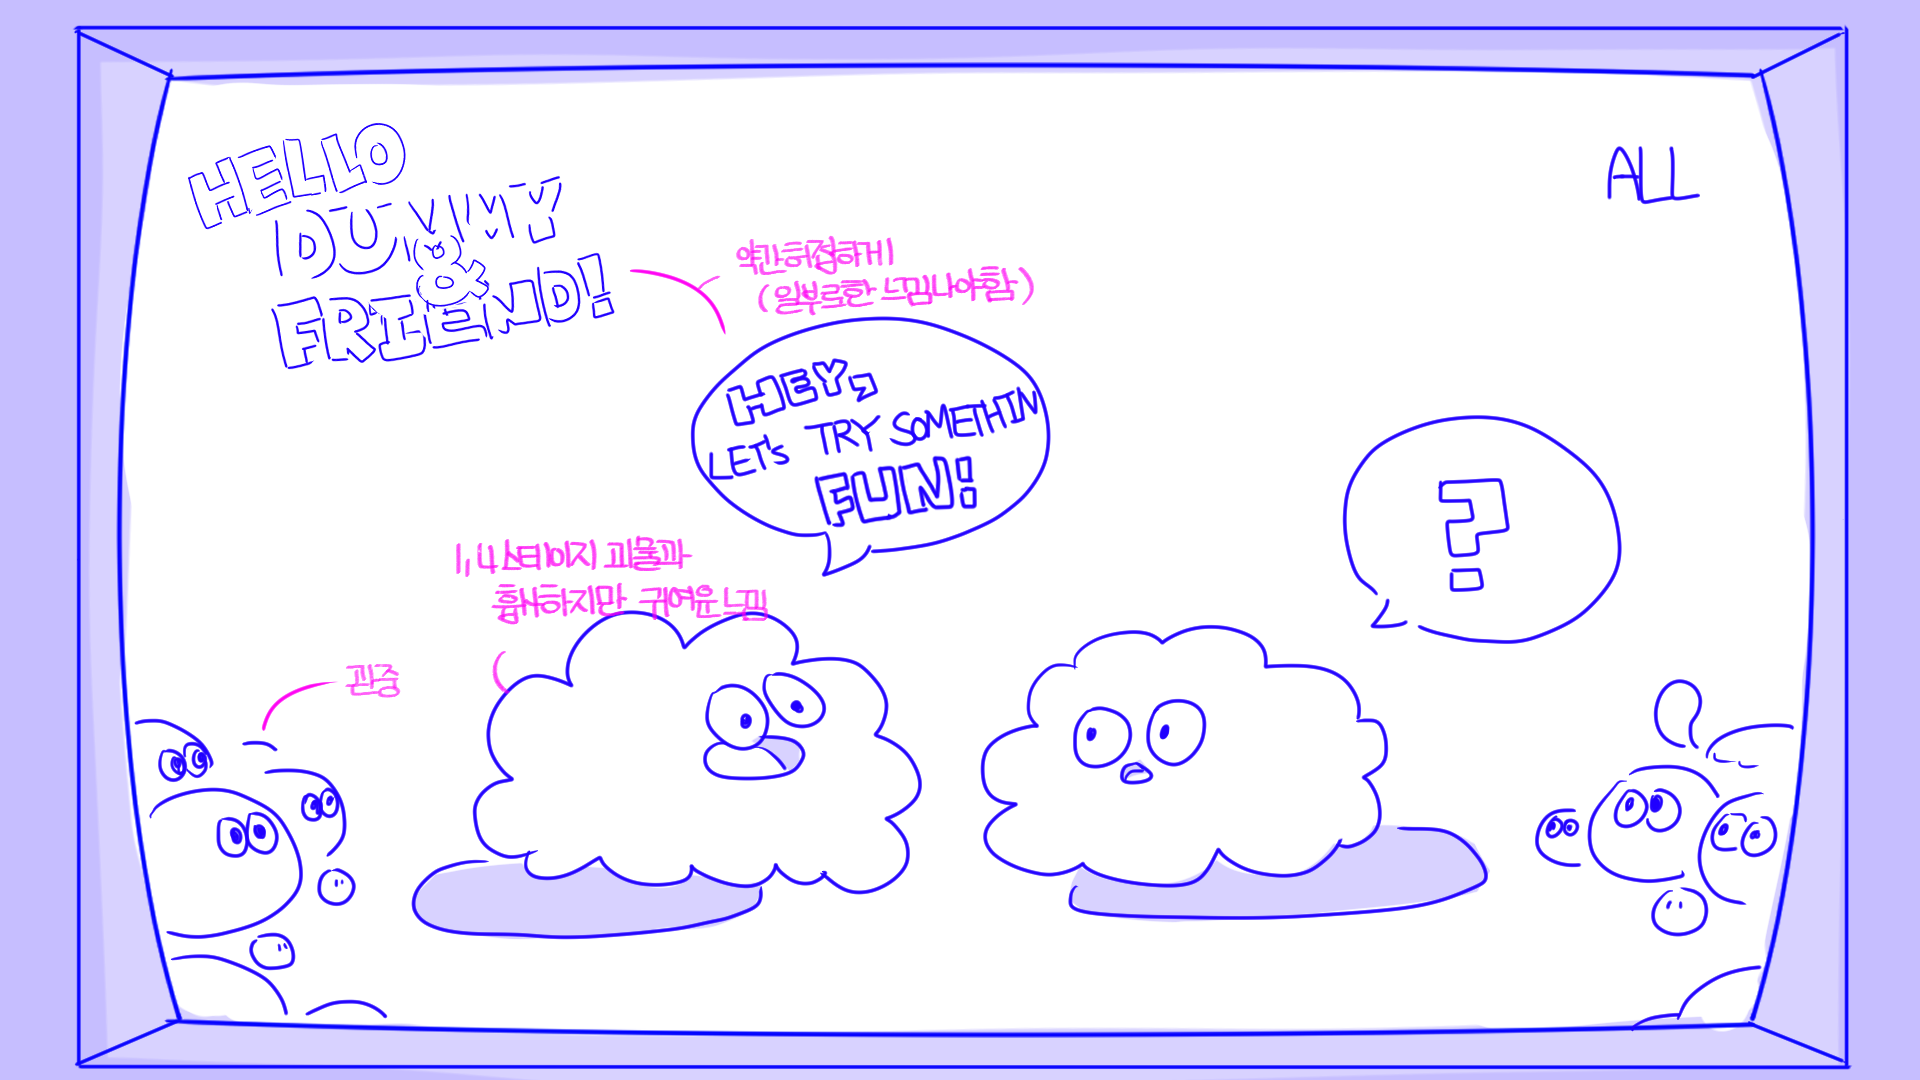 HELLO
DUMMY
&
FRIEND!
ALL
약간허접하게
(일부로한 느낌나야함)
HEY,
LET'S TRY SOMETHIN
FUN!
?
1,4스테이지 괴물과
흡사하지만 귀여운느낌
관중